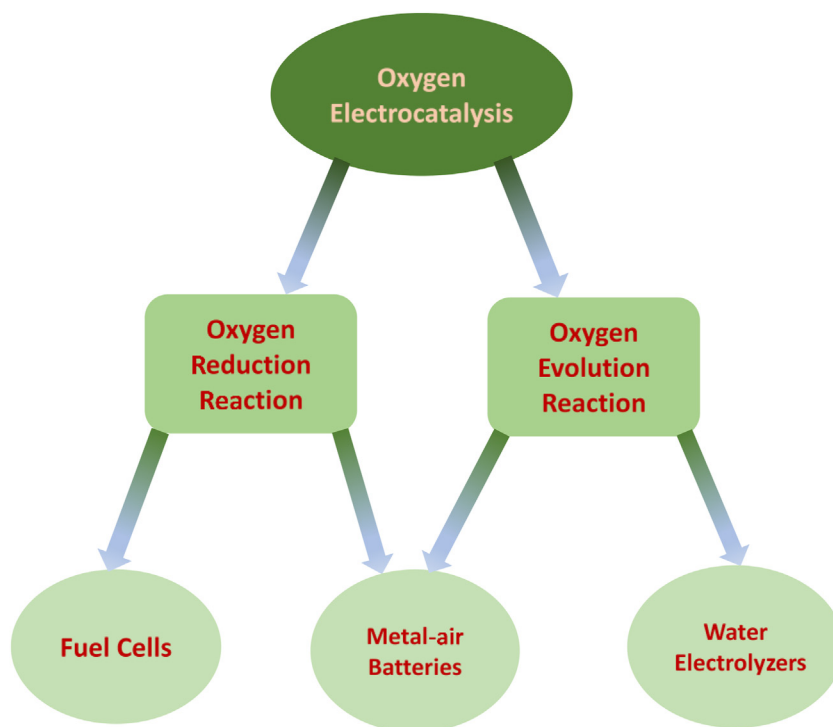 Oxygen
Electrocatalysis
Oxygen
Reduction
Reaction
Oxygen
Evolution
Reaction
Fuel Cells
Metal-air
Batteries
Water
Electrolyzers